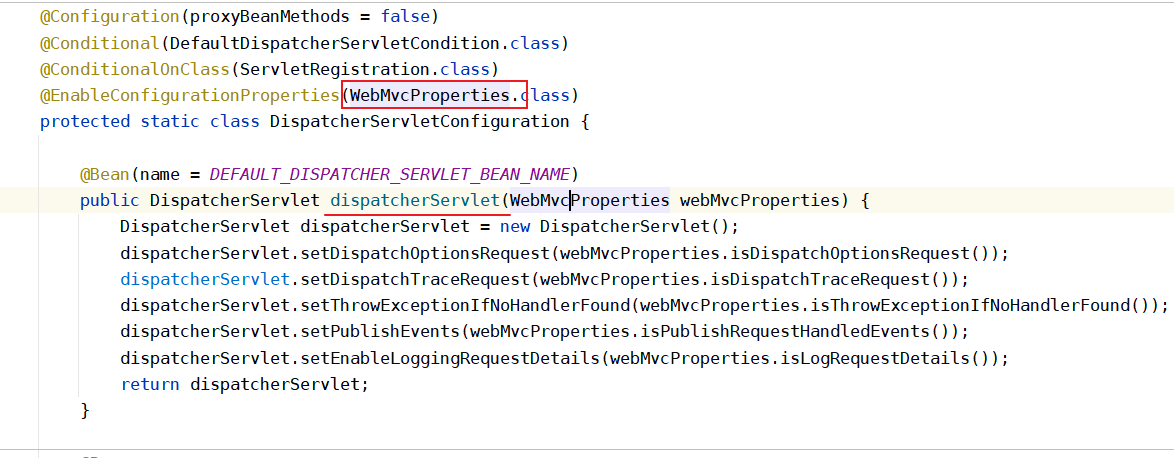 @Configuration(proxyBeanMethods = false)
@Conditional(DefaultDispatcherServletCondition.class)
@ConditionalOnClass(ServletRegistration.class)
@EnableConfigurationProperties(WebMvcProperties.class)
protected static class DispatcherServletConfiguration {
@Bean(name = DEFAULT_DISPATCHER_SERVLET_BEAN_NAME)
public DispatcherServlet dispatcherServlet(WebMvcProperties webMvcProperties) {
DispatcherServlet dispatcherServlet = new DispatcherServlet();
dispatcherServlet.setDispatchOptionsRequest(webMvcProperties.isDispatchOptionsRequest());
dispatcherServlet.setDispatchTraceRequest(webMvcProperties.isDispatchTraceRequest());
dispatcherServlet.setThrowExceptionIfNoHandlerFound(webMvcProperties.isThrowExceptionIfNoHandlerFound());
dispatcherServlet.setPublishEvents(webMvcProperties.isPublishRequestHandledEvents());
dispatcherServlet.setEnableLoggingRequestDetails(webMvcProperties.isLogRequestDetails());
return dispatcherServlet;
}